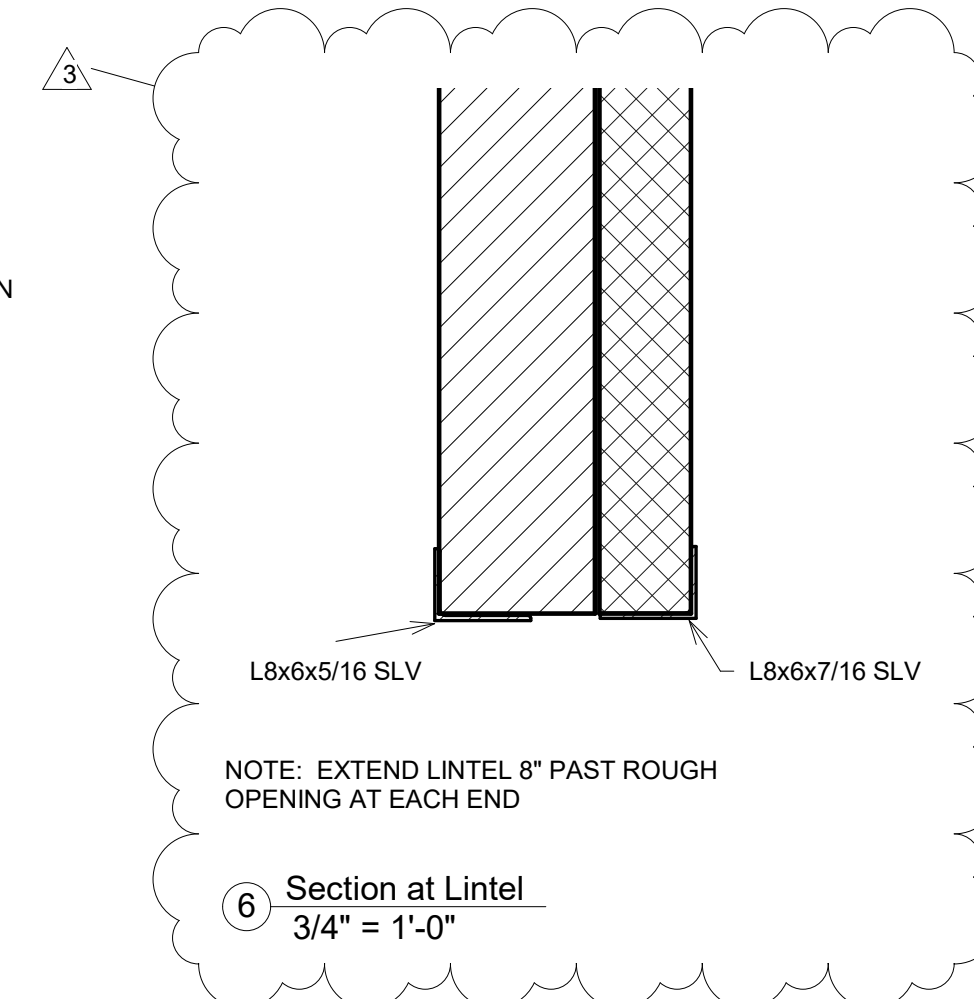 3
N
L8x6x5/16 SLV
L8x6x7/16 SLV
NOTE: EXTEND LINTEL 8" PAST ROUGH
OPENING AT EACH END
6
Section at Lintel
3/4" = 1'-0"